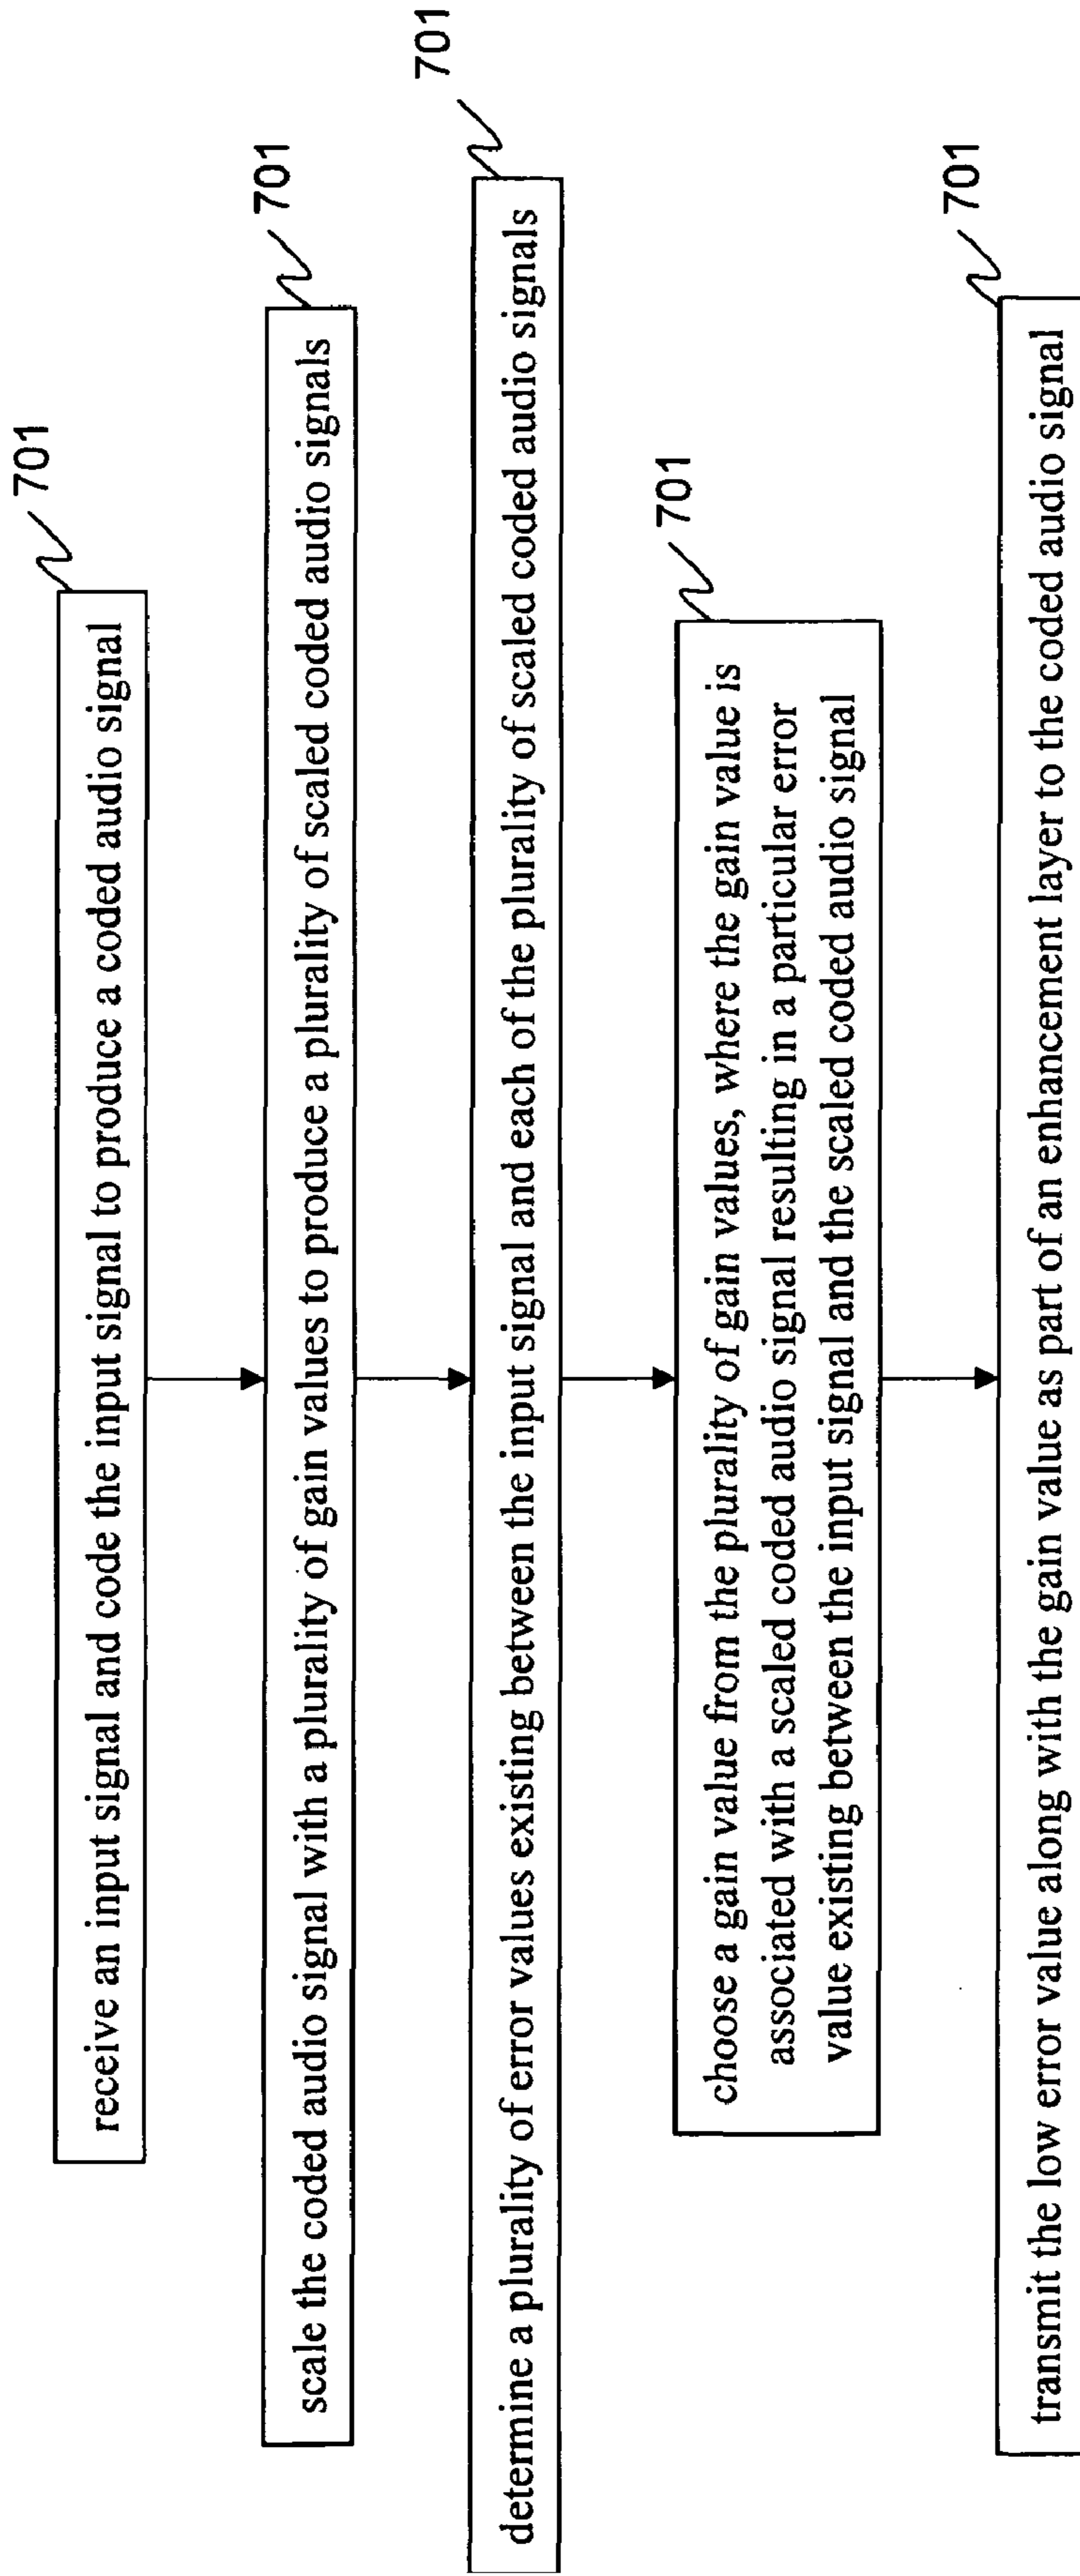 701
receive an input signal and code the input signal to produce a coded audio signal
701
scale the coded audio signal with a plurality of gain values to produce a plurality of scaled coded audio signals
701
determine a plurality of error values existing between the input signal and each of the plurality of scaled coded audio signals
701
choose a gain value from the plurality of gain values, where the gain value is
associated with a scaled coded audio signal resulting in a particular error
value existing between the input signal and the scaled coded audio signal
701
transmit the low error value along with the gain value as part of an enhancement layer to the coded audio signal